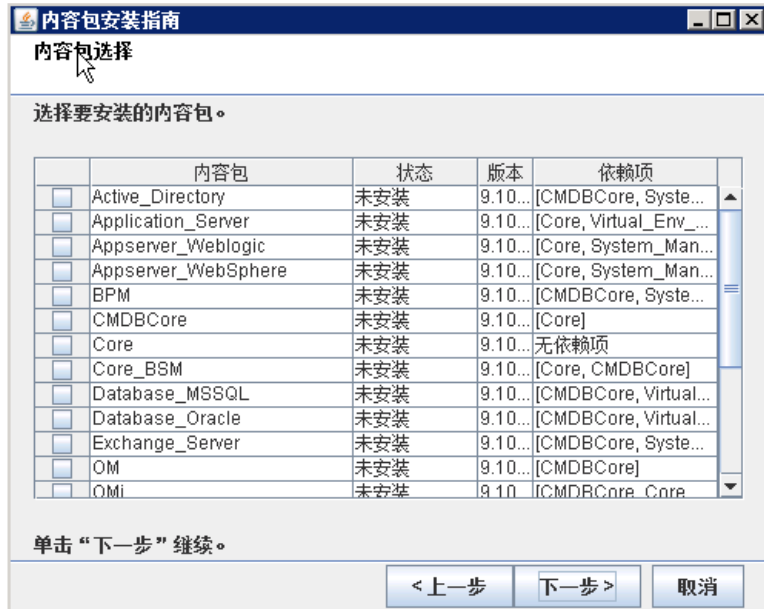 内容包安装指南
内容包选择
选择要安装的内容包。
内容包 状态 版本 依赖项
Active_Directory 未安装 9.10... [CMDBCore, Syste...
Application_Server 未安装 9.10... [Core, Virtual_Env_...
Appserver_Weblogic 未安装 9.10... [Core, System_Man...
Appserver_WebSphere 未安装 9.10... [Core, System_Man...
BPM 未安装 9.10... [CMDBCore, Syste...
CMDBCore 未安装 9.10... [Core]
Core 未安装 9.10... 无依赖项
Core_BSM 未安装 9.10... [Core, CMDBCore]
Database_MSSQL 未安装 9.10... [CMDBCore, Virtual...
Database_Oracle 未安装 9.10... [CMDBCore, Virtual...
Exchange_Server 未安装 9.10... [CMDBCore, Syste...
OM 未安装 9.10... [CMDBCore]
OMi 未安装 9.10 [CMDBCore, Core
单击“下一步”继续。
<上一步 下一步> 取消